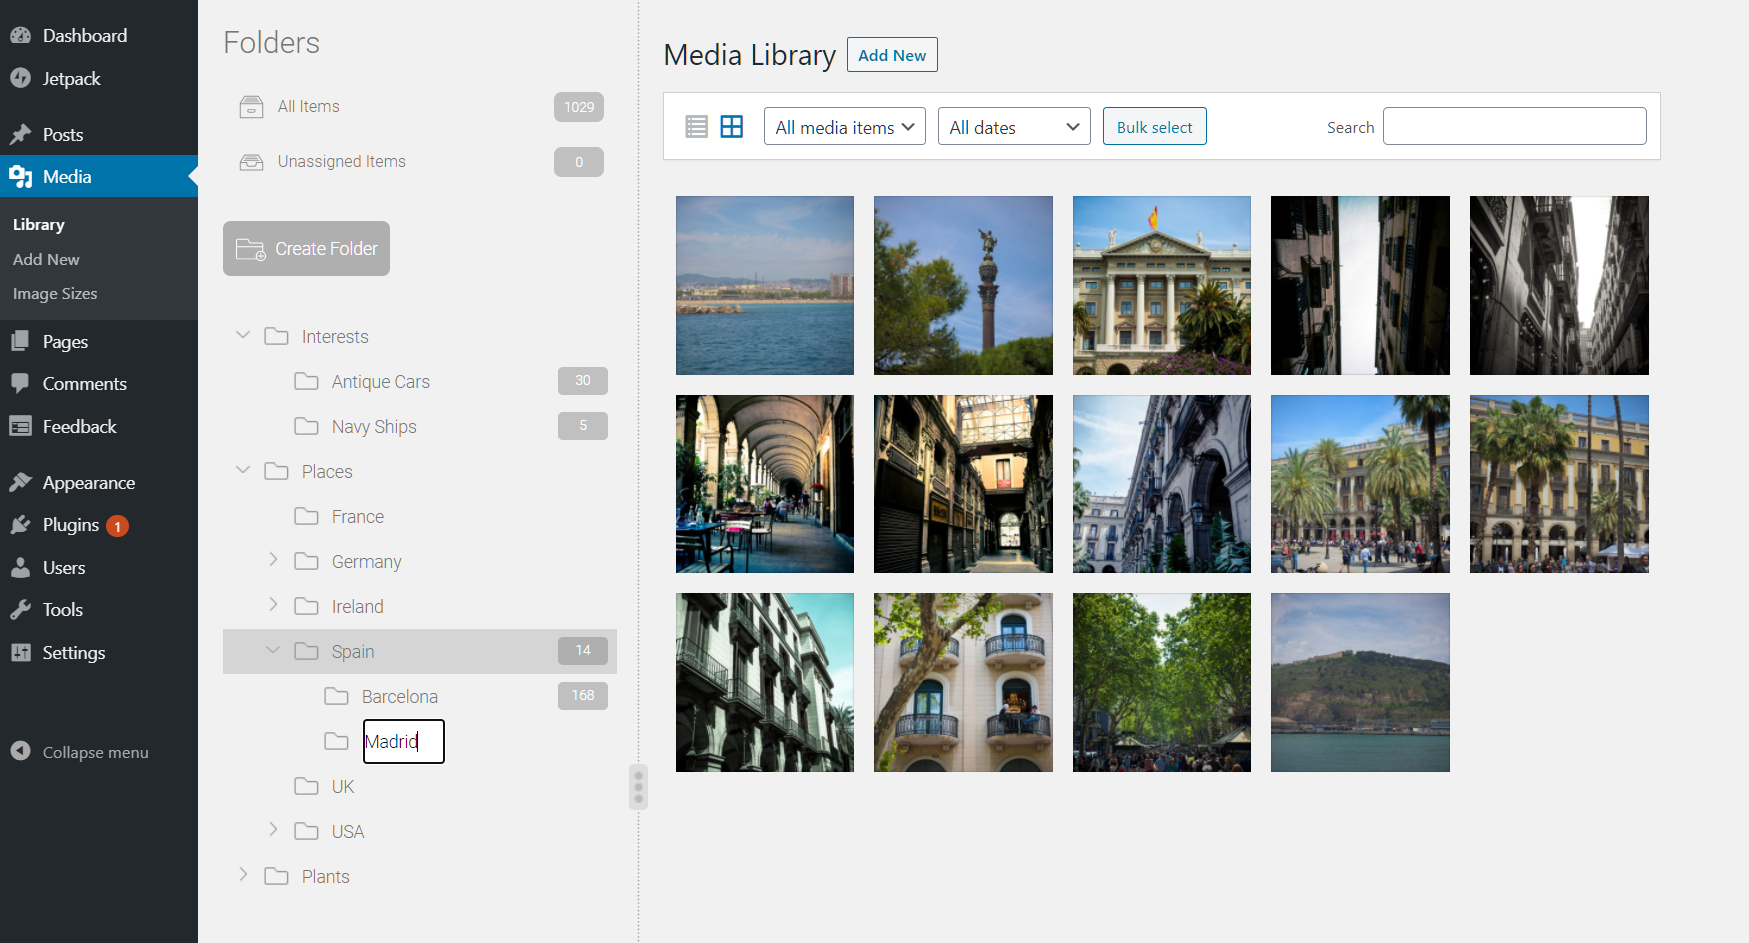 Dashboard
Jetpack
Posts
Media
Library
Add New
Image Sizes
Pages
Comments
Feedback
Appearance
Plugins 1
Users
Tools
Settings
Collapse menu
Folders
All Items 1029
Unassigned Items 0
Create Folder
Interests
Antique Cars 30
Navy Ships 5
Places
France
Germany
Ireland
Spain 14
Barcelona 168
Madrid
UK
USA
Plants
Media Library Add New
All media items All dates Bulk select Search